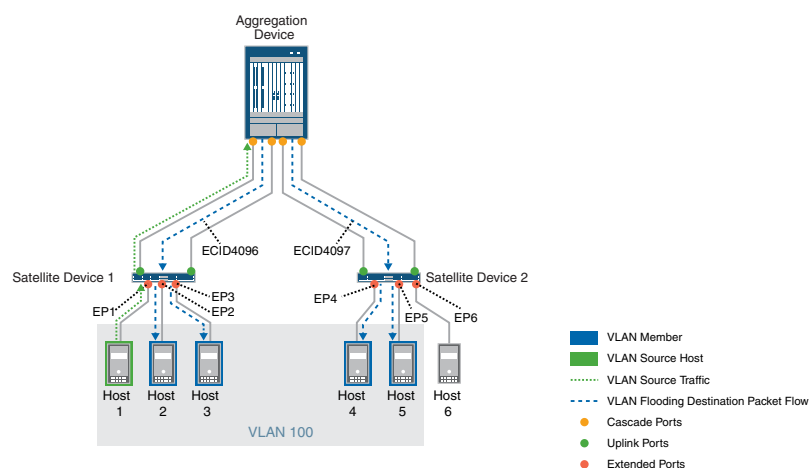 Aggregation
Device
ECID4096
ECID4097
Satellite Device 1
Satellite Device 2
EP1
EP3
EP2
EP4
EP5
EP6
Host
1
Host
2
Host
3
Host
4
Host
5
Host
6
VLAN 100
VLAN Member
VLAN Source Host
VLAN Source Traffic
VLAN Flooding Destination Packet Flow
Cascade Ports
Uplink Ports
Extended Ports